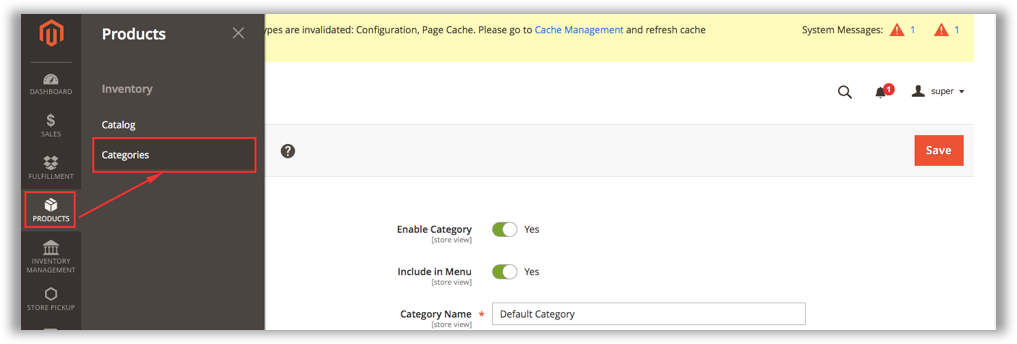 Products
ypes are invalidated: Configuration, Page Cache. Please go to Cache Management and refresh cache
System Messages: 1 1
DASHBOARD
Inventory
1
super
SALES
Catalog
Categories
?
Save
FULFILLMENT
PRODUCTS
Enable Category
[store view]
Yes
INVENTORY
MANAGEMENT
Include in Menu
[store view]
Yes
STORE PICKUP
Category Name *
[store view]
Default Category